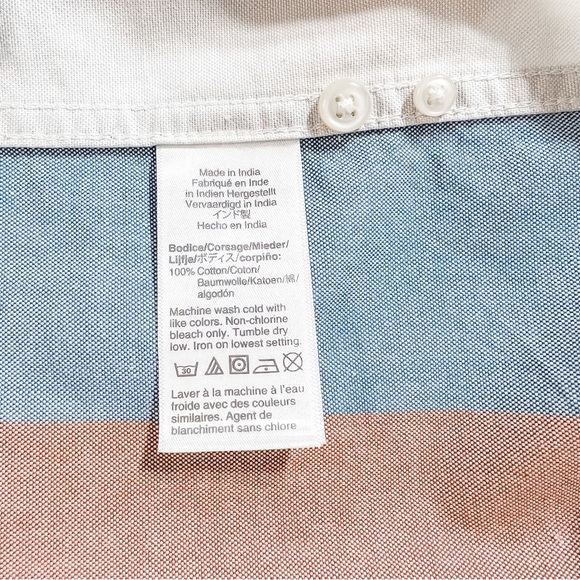 Made in India
Fabriqué en Inde
in Indien Hergestellt
Vervaardigd in India
インド製
Hecho en India
Bodice/Corsage/Mieder/
Lijfje/ボディス/corpiño:
100% Cotton/Coton/
Baumwolle/Katoen/綿/
algodón
Machine wash cold with
like colors. Non-chlorine
bleach only. Tumble dry
low. Iron on lowest setting.
30
Laver à la machine à l'eau
froide avec des couleurs
similaires. Agent de
blanchiment sans chlore